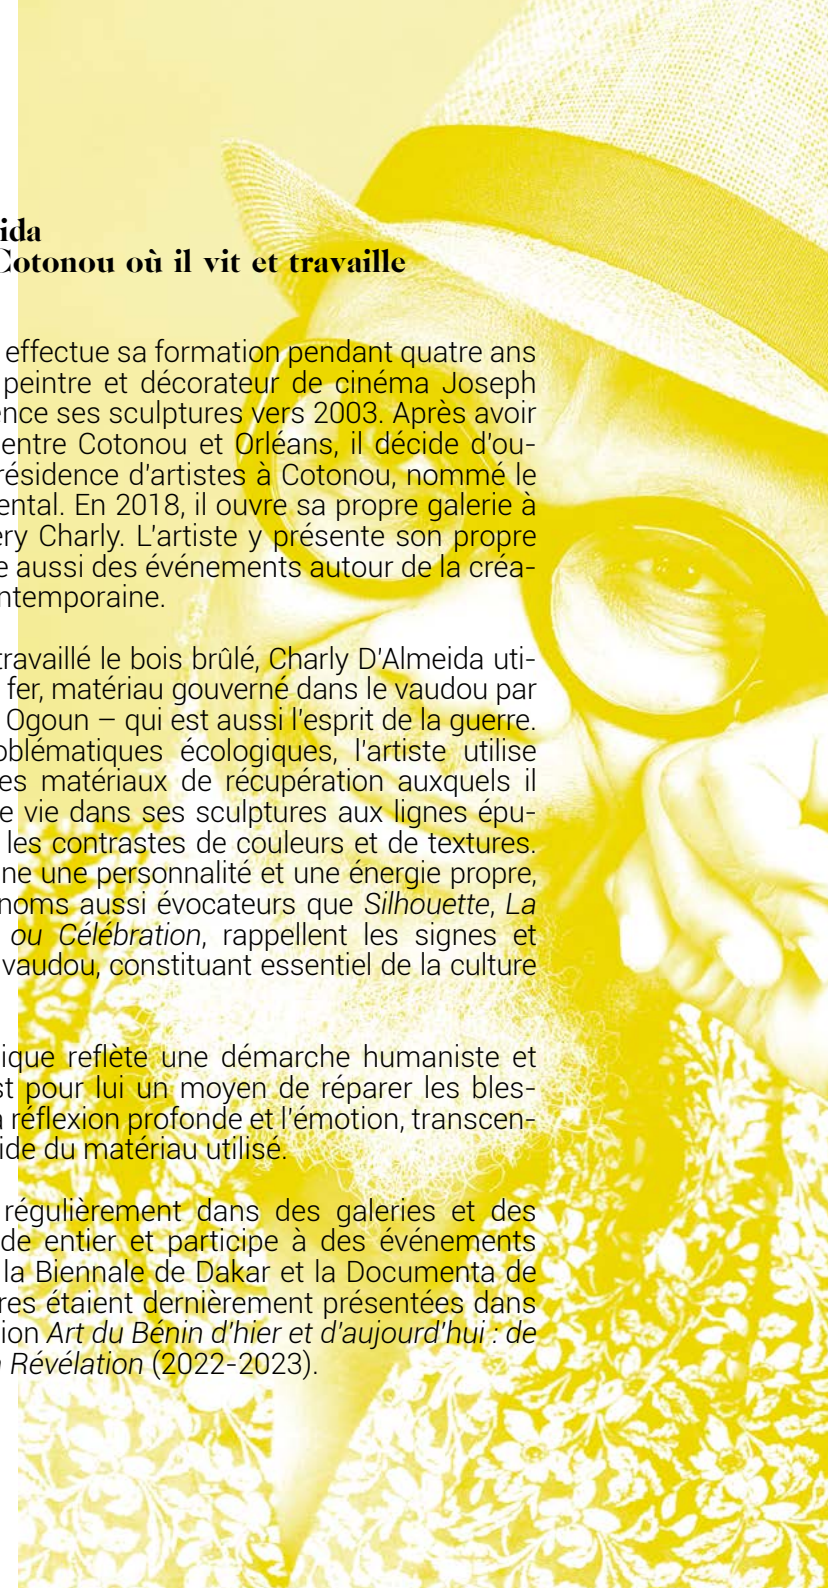 ida
Cotonou où il vit et travaille
effectue sa formation pendant quatre ans
peintre et décorateur de cinéma Joseph
ence ses sculptures vers 2003. Après avoir
entre Cotonou et Orléans, il décide d'ou-
résidence d'artistes à Cotonou, nommé le
ental. En 2018, il ouvre sa propre galerie à
ery Charly. L'artiste y présente son propre
e aussi des événements autour de la créa-
ntemporaine.
travaillé le bois brûlé, Charly D'Almeida uti-
fer, matériau gouverné dans le vaudou par
Ogoun – qui est aussi l'esprit de la guerre.
oblématiques écologiques, l'artiste utilise
es matériaux de récupération auxquels il
e vie dans ses sculptures aux lignes épu-
les contrastes de couleurs et de textures.
ne une personnalité et une énergie propre,
noms aussi évocateurs que Silhouette, La
ou Célébration, rappellent les signes et
vaudou, constituant essentiel de la culture
ique reflète une démarche humaniste et
st pour lui un moyen de réparer les bles-
a réflexion profonde et l'émotion, transcen-
ide du matériau utilisé.
régulièrement dans des galeries et des
de entier et participe à des événements
la Biennale de Dakar et la Documenta de
res étaient dernièrement présentées dans
ion Art du Bénin d'hier et d'aujourd'hui : de
a Révélation (2022-2023).